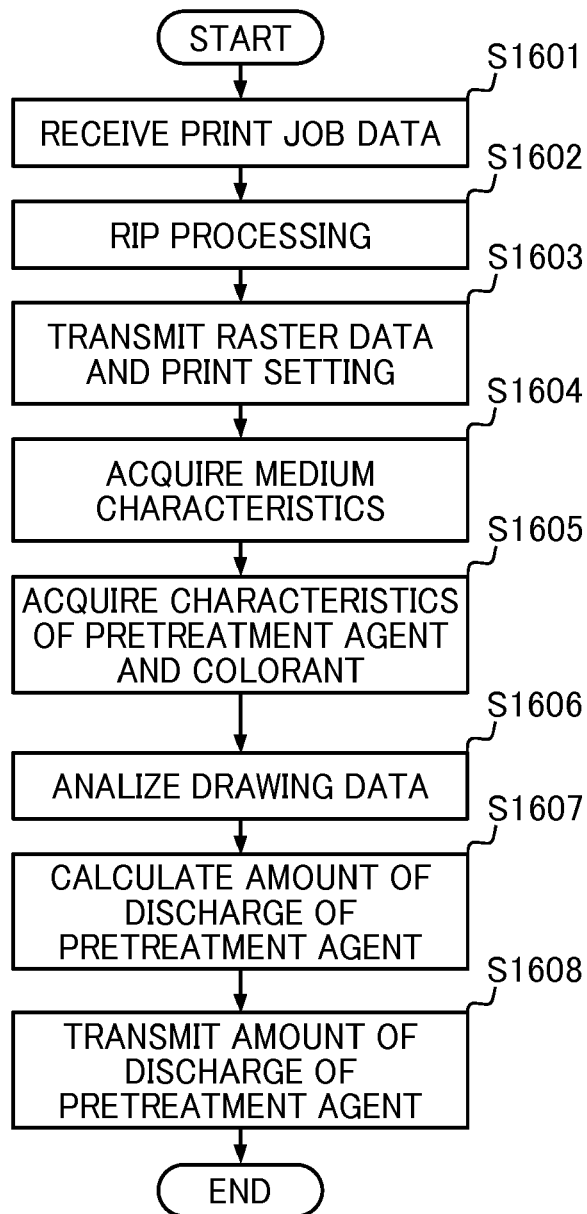 START
S1601
RECEIVE PRINT JOB DATA
S1602
RIP PROCESSING
S1603
TRANSMIT RASTER DATA
AND PRINT SETTING
S1604
ACQUIRE MEDIUM
CHARACTERISTICS
S1605
ACQUIRE CHARACTERISTICS
OF PRETREATMENT AGENT
AND COLORANT
S1606
ANALIZE DRAWING DATA
S1607
CALCULATE AMOUNT OF
DISCHARGE OF
PRETREATMENT AGENT
S1608
TRANSMIT AMOUNT OF
DISCHARGE OF
PRETREATMENT AGENT
END